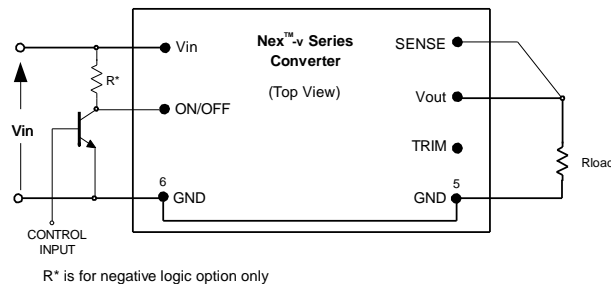 Nex™-v Series
Converter
(Top View)
Vin
R*
ON/OFF
Vin
6
GND
SENSE
Vout
TRIM
5
GND
Rload
CONTROL
INPUT
R* is for negative logic option only